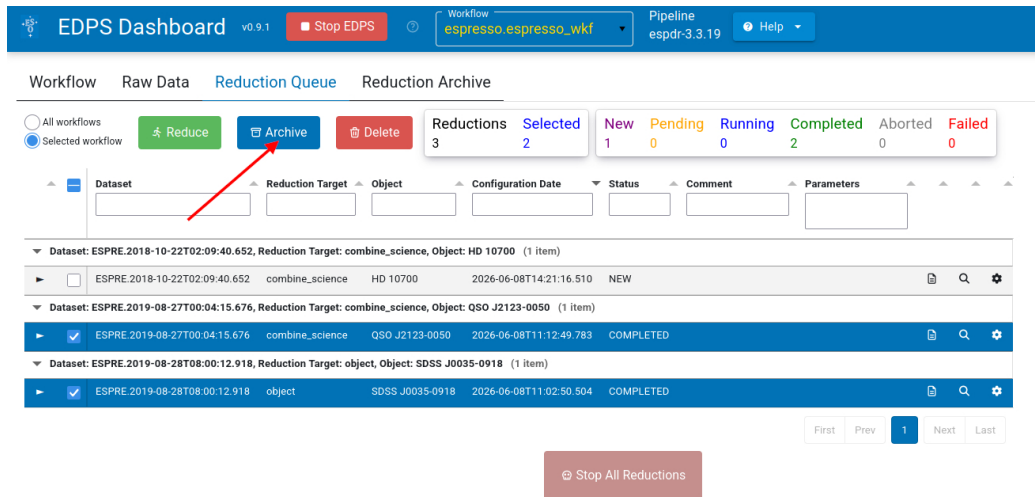 EDPS Dashboard v0.9.1 Stop EDPS Workflow espresso.espresso_wkf Pipeline espdr-3.3.19 Help
Workflow Raw Data Reduction Queue Reduction Archive
All workflows
Selected workflow
Reduce Archive Delete
Reductions Selected
3 2
New Pending Running Completed Aborted Failed
1 0 0 2 0 0
Dataset Reduction Target Object Configuration Date Status Comment Parameters
Dataset: ESPRE.2018-10-22T02:09:40.652, Reduction Target: combine_science, Object: HD 10700 (1 item)
ESPRE.2018-10-22T02:09:40.652 combine_science HD 10700 2026-06-08T14:21:16.510 NEW
Dataset: ESPRE.2019-08-27T00:04:15.676, Reduction Target: combine_science, Object: QSO J2123-0050 (1 item)
ESPRE.2019-08-27T00:04:15.676 combine_science QSO J2123-0050 2026-06-08T11:12:49.783 COMPLETED
Dataset: ESPRE.2019-08-28T08:00:12.918, Reduction Target: object, Object: SDSS J0035-0918 (1 item)
ESPRE.2019-08-28T08:00:12.918 object SDSS J0035-0918 2026-06-08T11:02:50.504 COMPLETED
First Prev 1 Next Last
Stop All Reductions